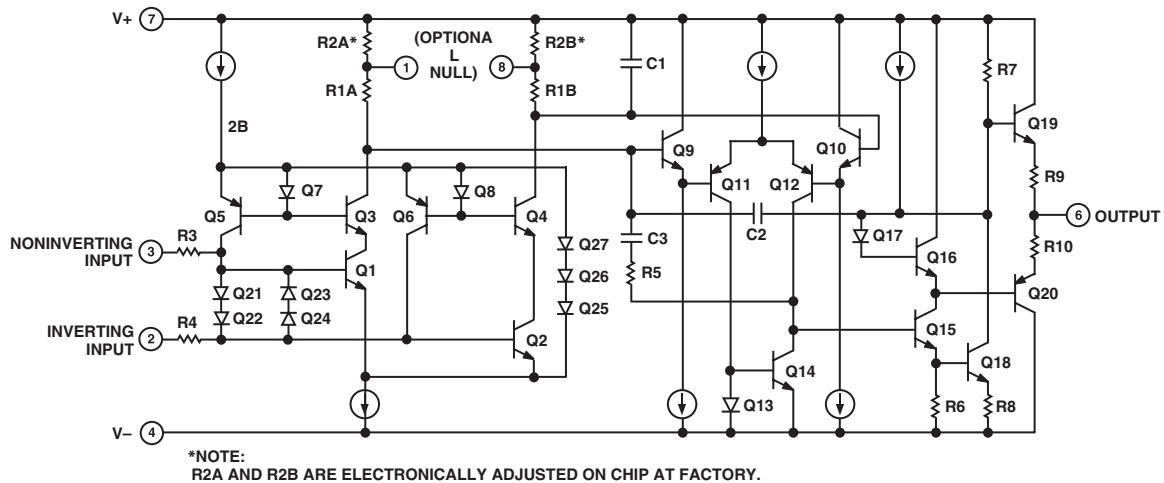 V+ 7
R2A*
(OPTIONA
L
NULL)
R2B*
1
8
R1A
R1B
C1
R7
2B
Q19
Q9
Q10
Q7
Q8
Q11
Q12
R9
Q5
Q3
Q6
Q4
6 OUTPUT
NONINVERTING
INPUT
3
R3
Q27
C3
C2
Q17
R10
Q1
Q26
R5
Q16
Q21
Q23
Q25
Q20
Q22
Q24
INVERTING
INPUT
2
R4
Q2
Q15
Q14
Q18
Q13
R6
R8
V– 4
*NOTE:
R2A AND R2B ARE ELECTRONICALLY ADJUSTED ON CHIP AT FACTORY.